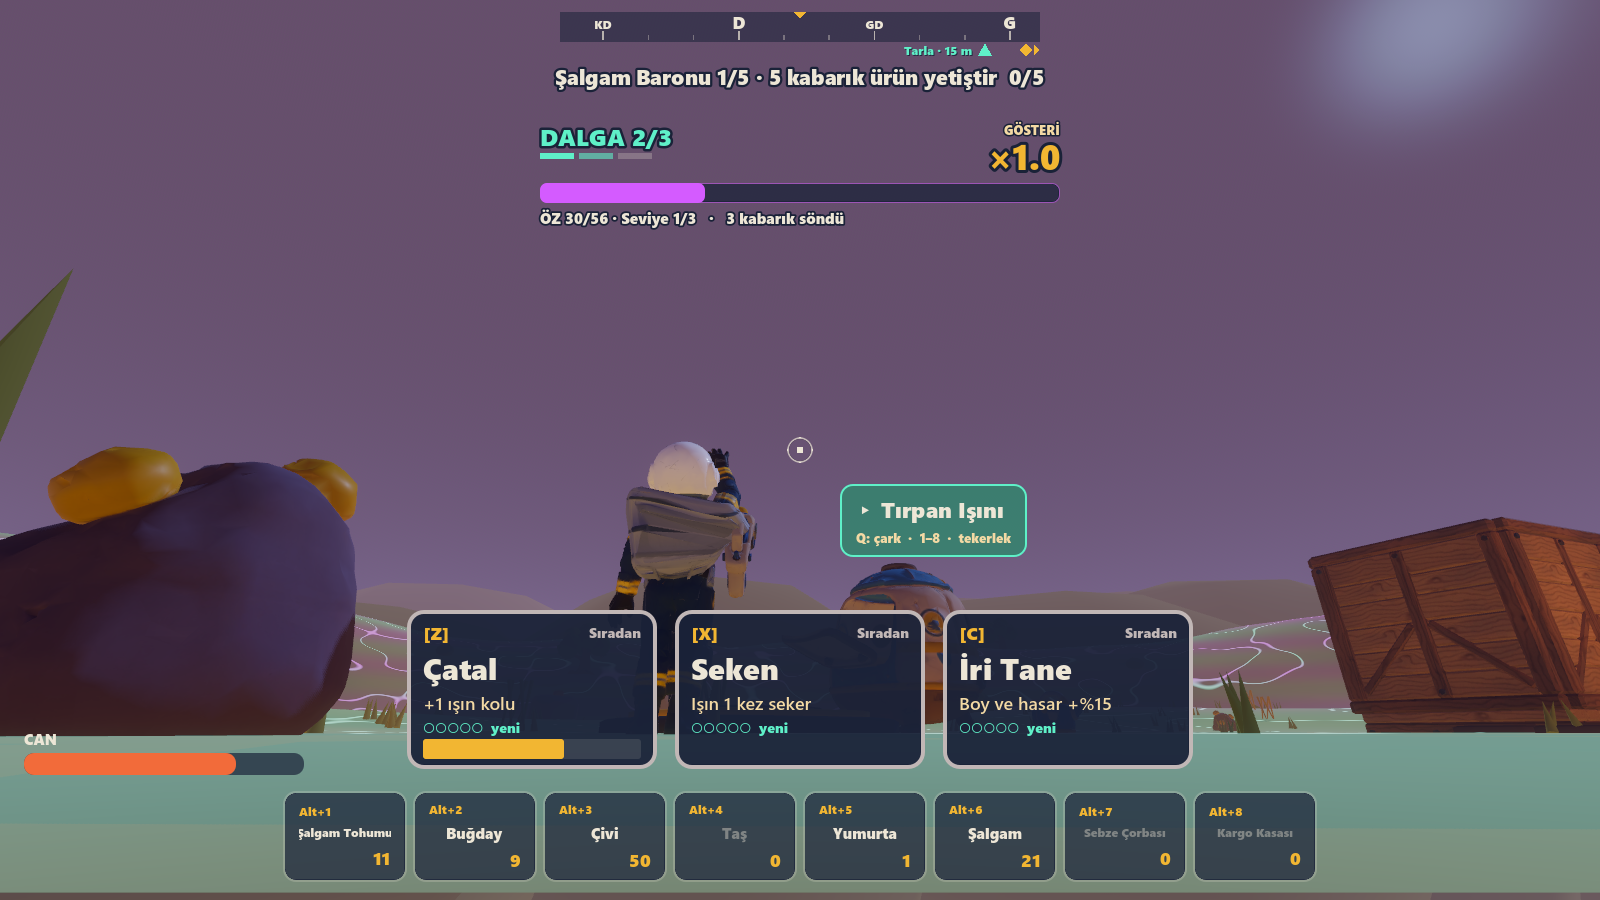 KD D GD G
Tarla · 15 m
Şalgam Baronu 1/5 · 5 kabarık ürün yetiştir 0/5
DALGA 2/3
GÖSTERİ
×1.0
ÖZ 30/56 · Seviye 1/3 · 3 kabarık söndü
Tırpan Işını
Q: çark · 1–8 · tekerlek
[Z] Sıradan
Çatal
+1 ışın kolu
yeni
[X] Sıradan
Seken
Işın 1 kez seker
yeni
[C] Sıradan
İri Tane
Boy ve hasar +%15
yeni
CAN
Alt+1
Şalgam Tohumu
11
Alt+2
Buğday
9
Alt+3
Çivi
50
Alt+4
Taş
0
Alt+5
Yumurta
1
Alt+6
Şalgam
21
Alt+7
Sebze Çorbası
0
Alt+8
Kargo Kasası
0